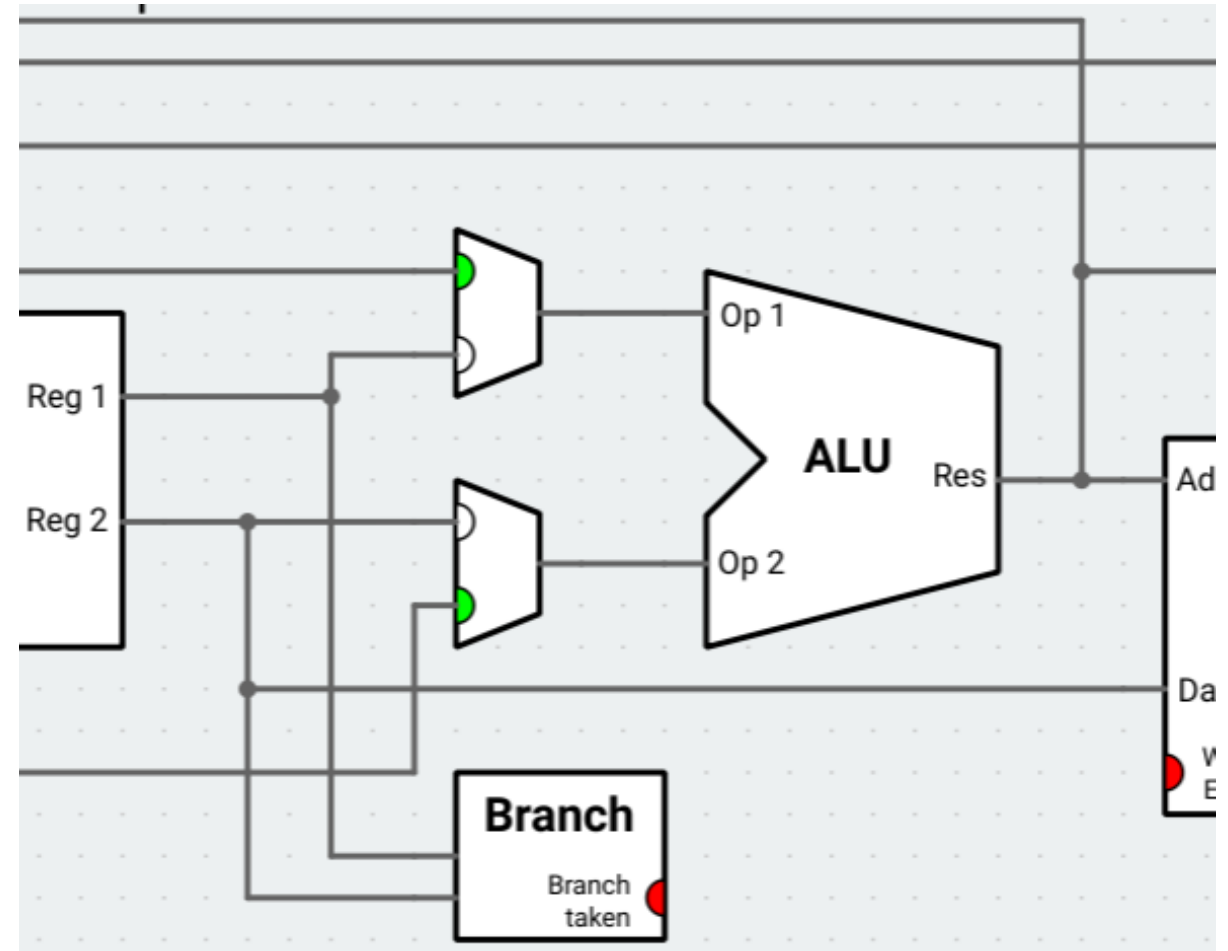 Op 1
Reg 1
ALU
Res
Ad
Reg 2
Op 2
Da
W
E
Branch
Branch
taken